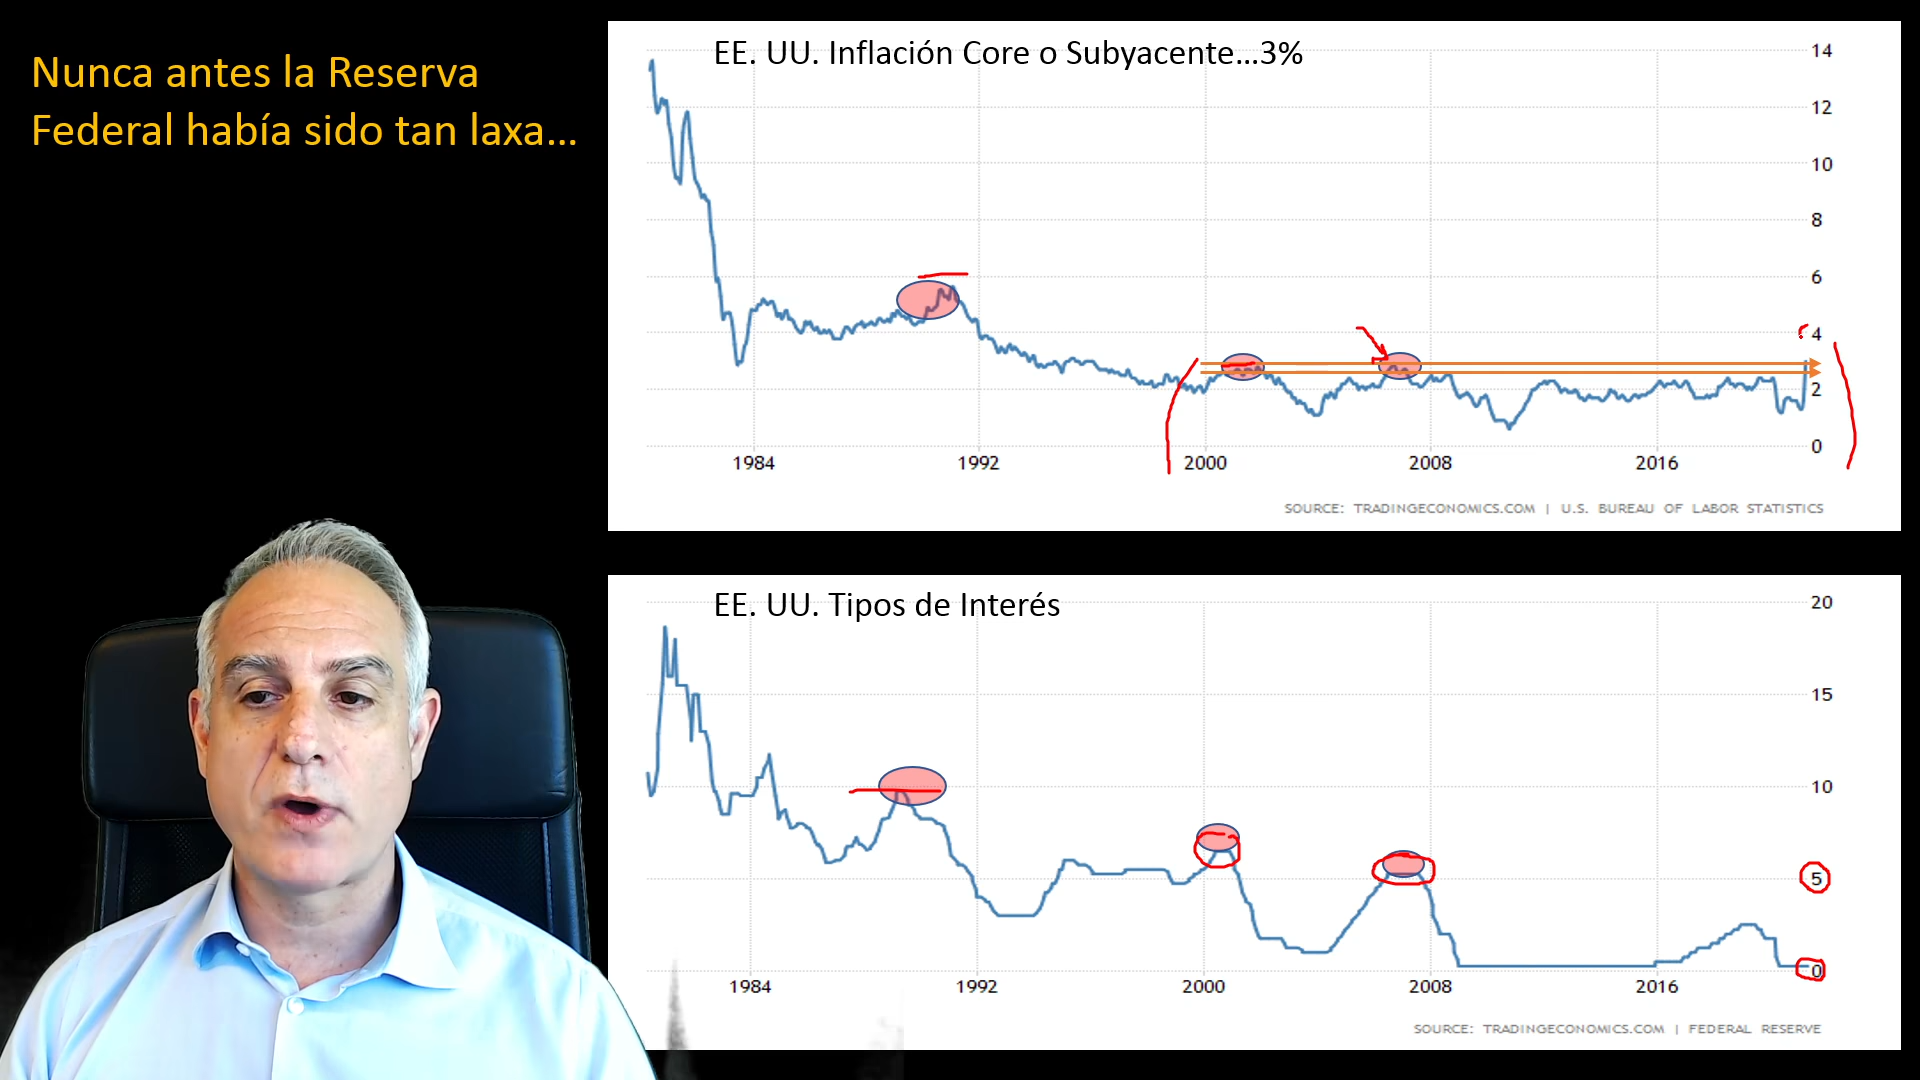 Nunca antes la Reserva
Federal había sido tan laxa...
EE. UU. Inflación Core o Subyacente...3%
14
12
10
8
6
4
2
0
1984 1992 2000 2008 2016
SOURCE: TRADINGECONOMICS.COM | U.S. BUREAU OF LABOR STATISTICS
EE. UU. Tipos de Interés
20
15
10
5
0
1984 1992 2000 2008 2016
SOURCE: TRADINGECONOMICS.COM | FEDERAL RESERVE